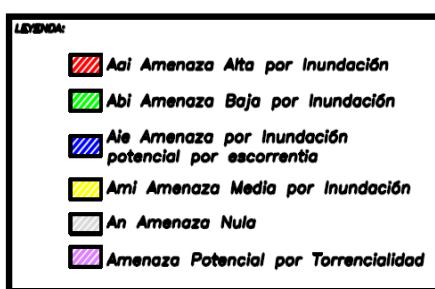 LEYENDA:
Aai Amenaza Alta por Inundación
Abi Amenaza Baja por Inundación
Aie Amenaza por Inundación
potencial por escorrentia
Ami Amenaza Media por Inundación
An Amenaza Nula
Amenaza Potencial por Torrencialidad